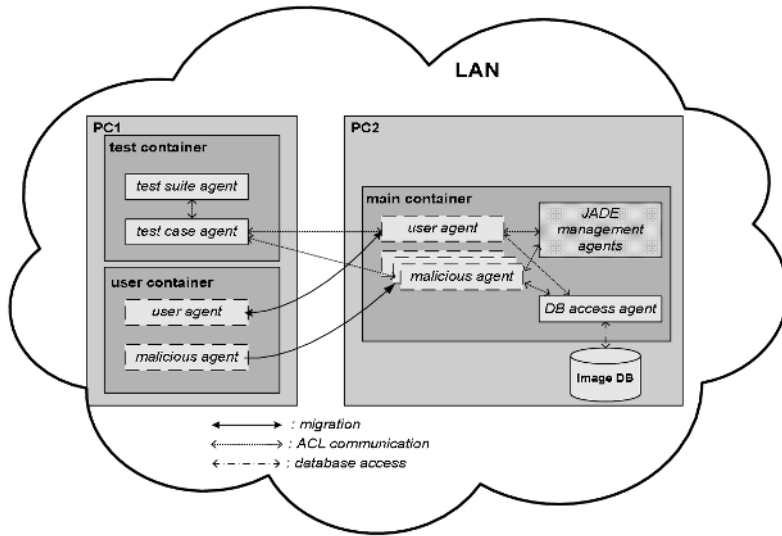 LAN
PC1
test container
test suite agent
test case agent
user container
user agent
malicious agent
PC2
main container
user agent
malicious agent
JADE
management
agents
DB access agent
Image DB
: migration
: ACL communication
: database access